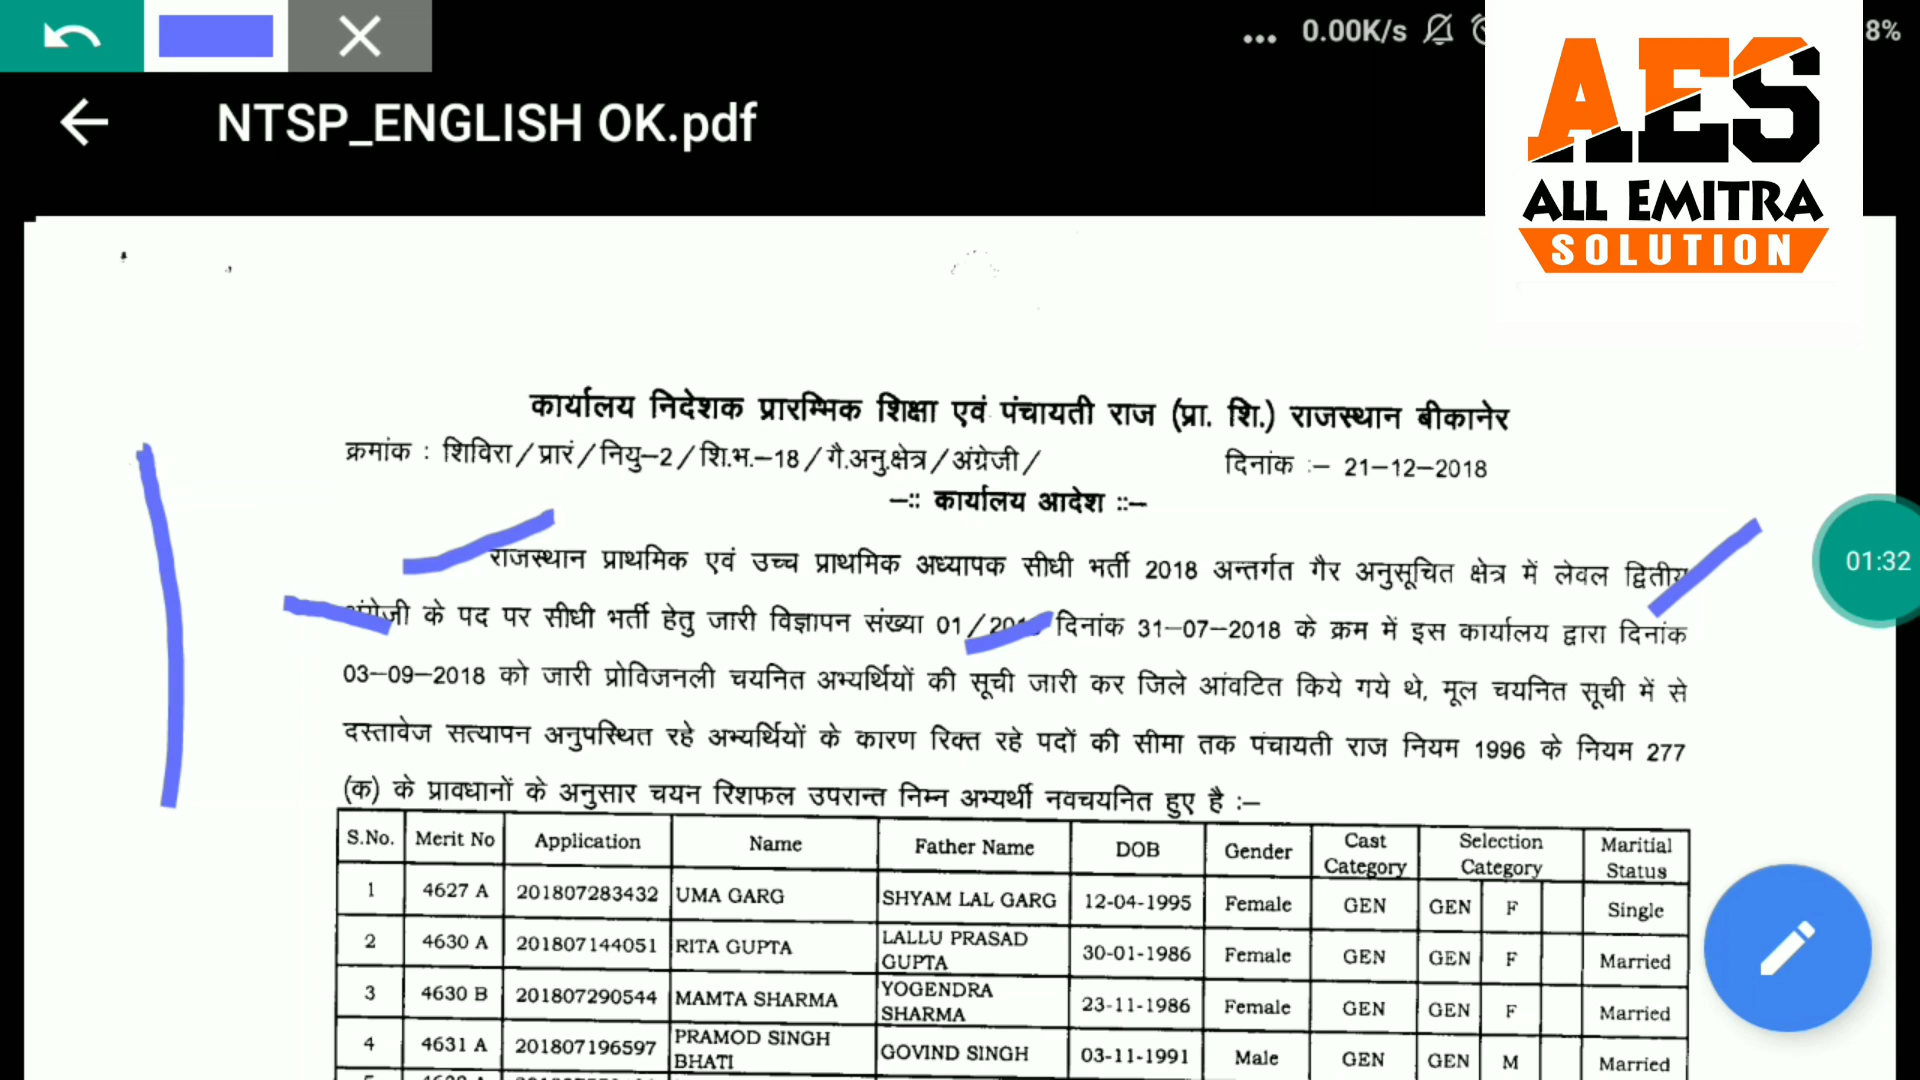 ... 0.00K/s 8%
NTSP_ENGLISH OK.pdf
AES
ALL EMITRA
SOLUTION
कार्यालय निदेशक प्रारम्भिक शिक्षा एवं पंचायती राज (प्रा. शि.) राजस्थान बीकानेर
क्रमांक : शिविरा/प्रारं/नियु–2/शि.भ.–18/गै.अनु.क्षेत्र/अंग्रेजी/ दिनांक :– 21–12–2018
–:: कार्यालय आदेश ::–
राजस्थान प्राथमिक एवं उच्च प्राथमिक अध्यापक सीधी भर्ती 2018 अन्तर्गत गैर अनुसूचित क्षेत्र में लेवल द्वितीय
अंग्रेजी के पद पर सीधी भर्ती हेतु जारी विज्ञापन संख्या 01/2018 दिनांक 31–07–2018 के क्रम में इस कार्यालय द्वारा दिनांक
03–09–2018 को जारी प्रोविजनली चयनित अभ्यर्थियों की सूची जारी कर जिले आंवटित किये गये थे, मूल चयनित सूची में से
दस्तावेज सत्यापन अनुपस्थित रहे अभ्यर्थियों के कारण रिक्त रहे पदों की सीमा तक पंचायती राज नियम 1996 के नियम 277
(क) के प्रावधानों के अनुसार चयन रिशफल उपरान्त निम्न अभ्यर्थी नवचयनित हुए है :–
S.No. Merit No Application Name Father Name DOB Gender Cast Category Selection Category Maritial Status
1 4627 A 201807283432 UMA GARG SHYAM LAL GARG 12-04-1995 Female GEN GEN F Single
2 4630 A 201807144051 RITA GUPTA LALLU PRASAD GUPTA 30-01-1986 Female GEN GEN F Married
3 4630 B 201807290544 MAMTA SHARMA YOGENDRA SHARMA 23-11-1986 Female GEN GEN F Married
4 4631 A 201807196597 PRAMOD SINGH BHATI GOVIND SINGH 03-11-1991 Male GEN GEN M Married
01:32